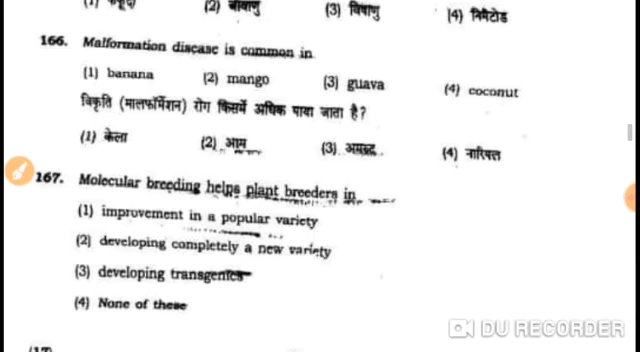 (2) जीवाणु (3) विषाणु (4) निमैटोड
166. Malformation disease is common in
(1) banana (2) mango (3) guava (4) coconut
विकृति (मालफॉर्मेशन) रोग किसमें अधिक पाया जाता है?
(1) केला (2) आम (3) अमरूद (4) नारियल
167. Molecular breeding helps plant breeders in
(1) improvement in a popular variety
(2) developing completely a new variety
(3) developing transgenics
(4) None of these
DU RECORDER